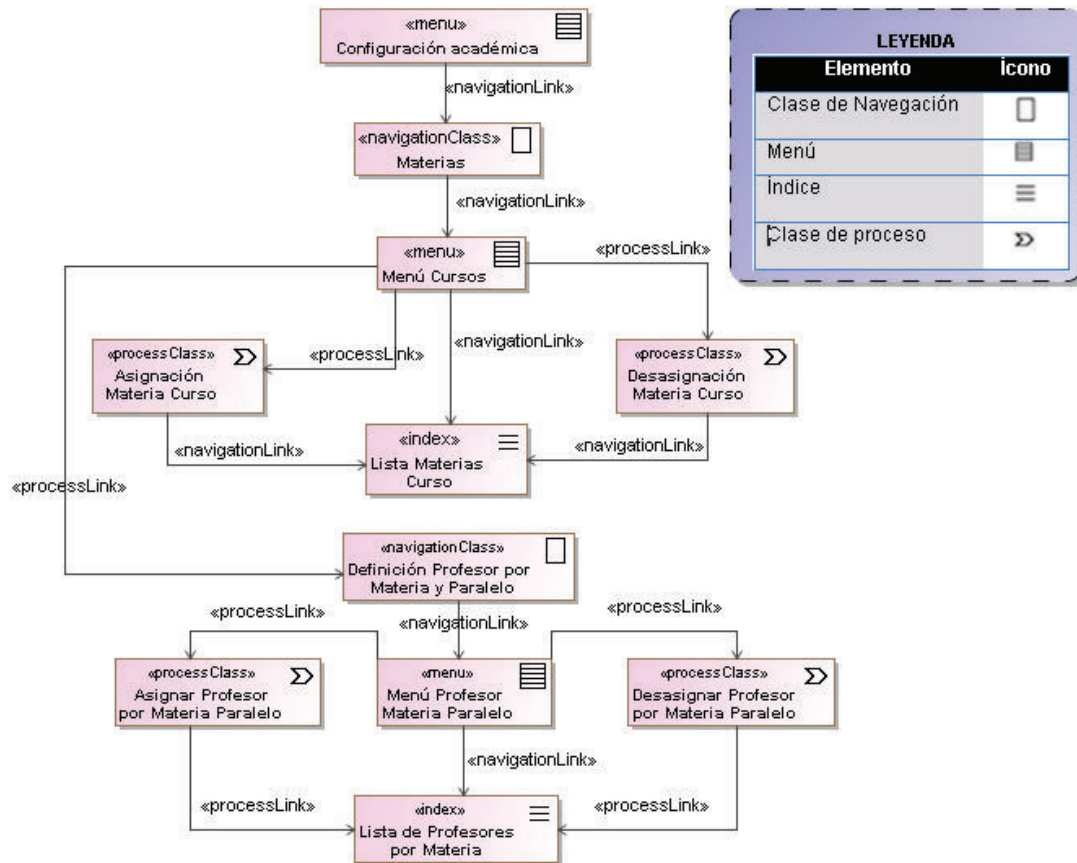 «menu»
Configuración académica
«navigationLink»
«navigationClass»
Materias
«navigationLink»
«menu»
Menú Cursos
«processLink»
«processLink»
«navigationLink»
«processClass»
Asignación
Materia Curso
«processClass»
Desasignación
Materia Curso
«navigationLink»
«navigationLink»
«index»
Lista Materias
Curso
«processLink»
«navigationClass»
Definición Profesor por
Materia y Paralelo
«processLink»
«navigationLink»
«processLink»
«processClass»
Asignar Profesor
por Materia Paralelo
«menu»
Menú Profesor
Materia Paralelo
«processClass»
Desasignar Profesor
por Materia Paralelo
«navigationLink»
«processLink»
«processLink»
«index»
Lista de Profesores
por Materia
LEYENDA
Elemento Ícono
Clase de Navegación
Menú
Índice
Clase de proceso